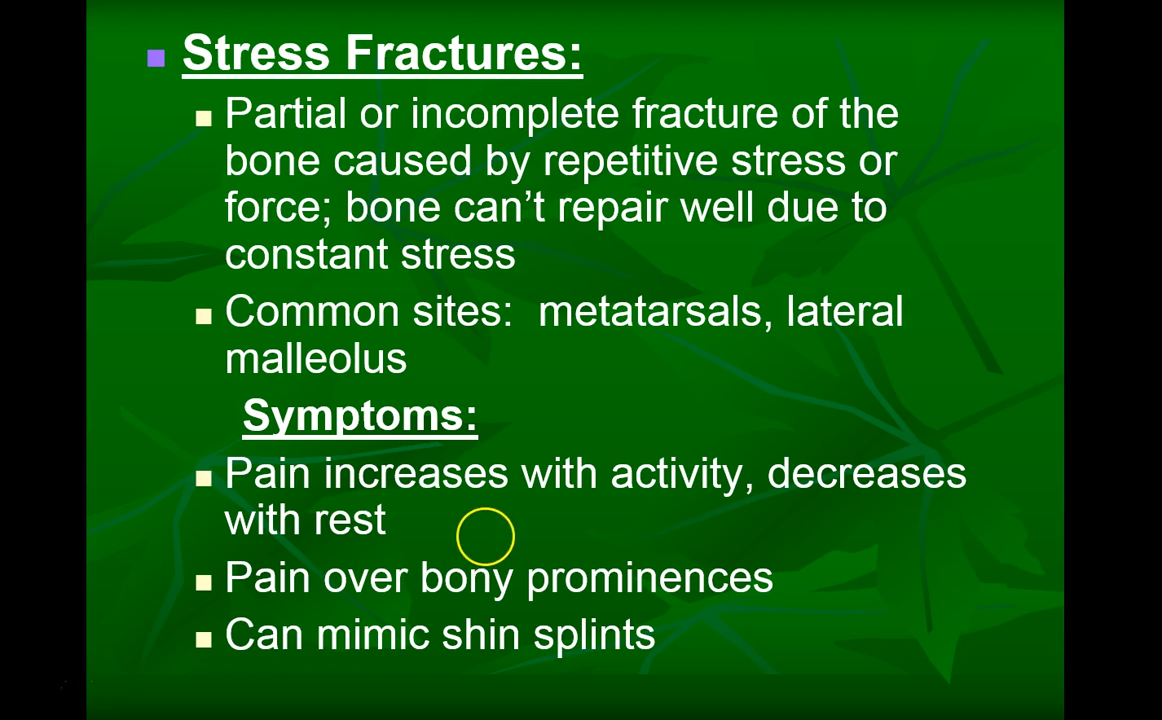 Stress Fractures:
Partial or incomplete fracture of the
bone caused by repetitive stress or
force; bone can’t repair well due to
constant stress
Common sites:  metatarsals, lateral
malleolus
Symptoms:
Pain increases with activity, decreases
with rest
Pain over bony prominences
Can mimic shin splints